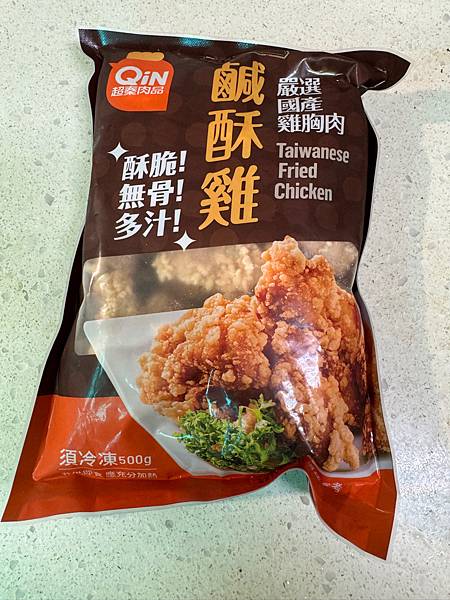 QiN
超秦肉品
鹹酥雞
嚴選
國產
雞胸肉
Taiwanese
Fried
Chicken
酥脆!
無骨!
多汁!
須冷凍500g